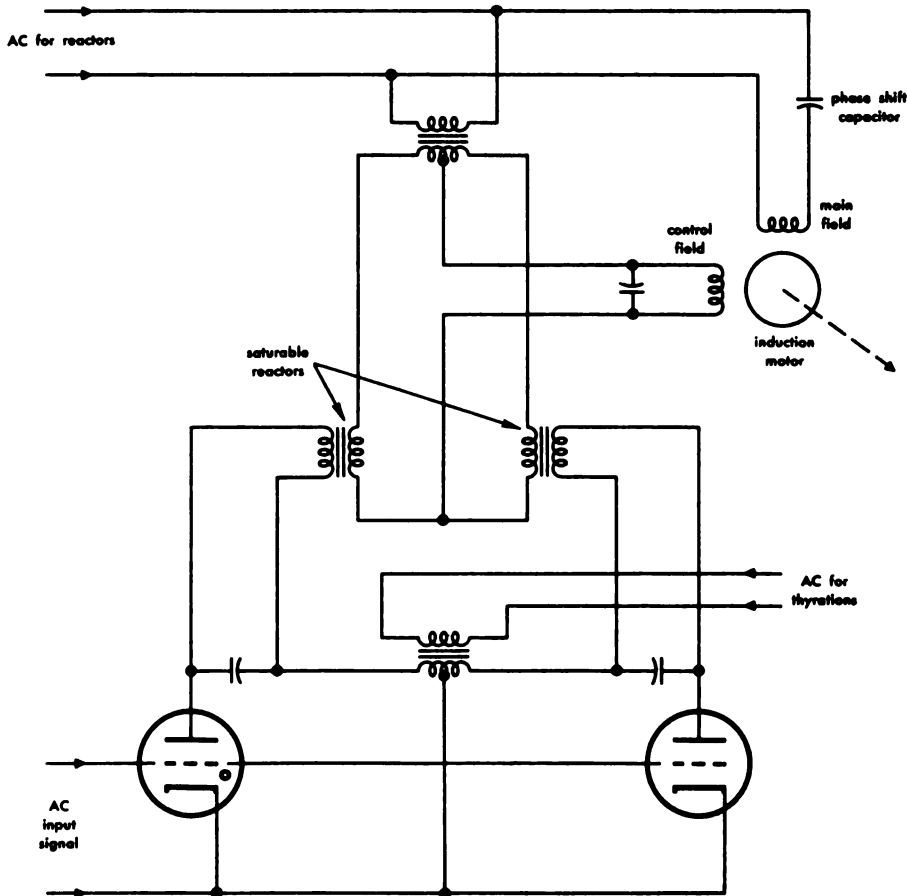 AC for reactors
phase shift
capacitor
main
field
control
field
induction
motor
saturable
reactors
AC for
thyrations
AC
input
signal